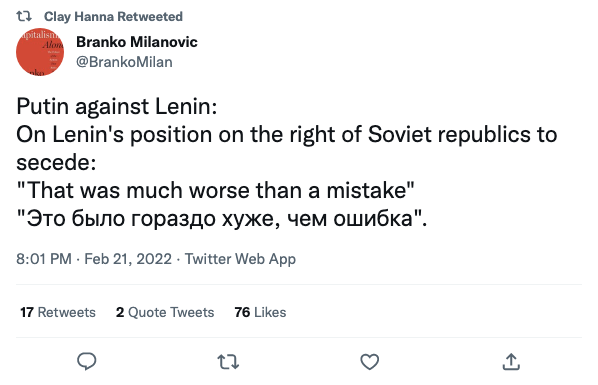 Clay Hanna Retweeted
Branko Milanovic
@BrankoMilan
Putin against Lenin:
On Lenin's position on the right of Soviet republics to
secede:
"That was much worse than a mistake"
"Это было гораздо хуже, чем ошибка".
8:01 PM · Feb 21, 2022 · Twitter Web App
17 Retweets 2 Quote Tweets 76 Likes